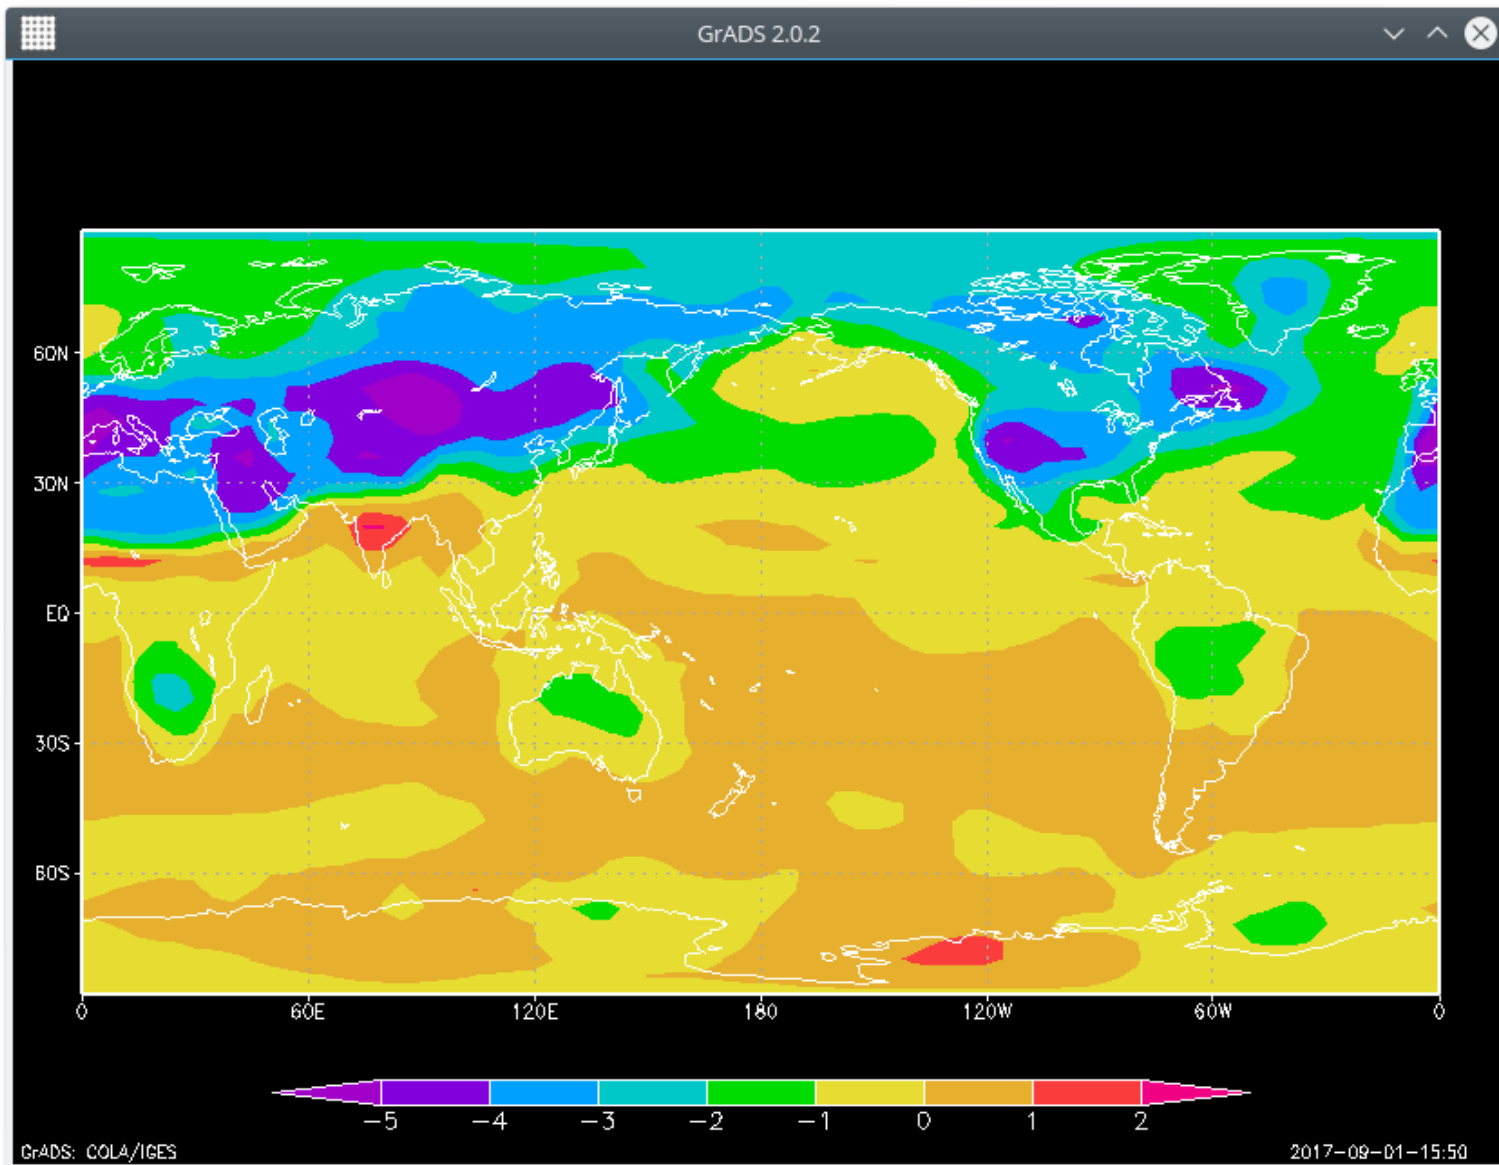 GrADS 2.0.2
60N
30N
EQ
30S
60S
0 60E 120E 180 120W 60W 0
-5 -4 -3 -2 -1 0 1 2
GrADS: COLA/IGES
2017-09-01-15:50